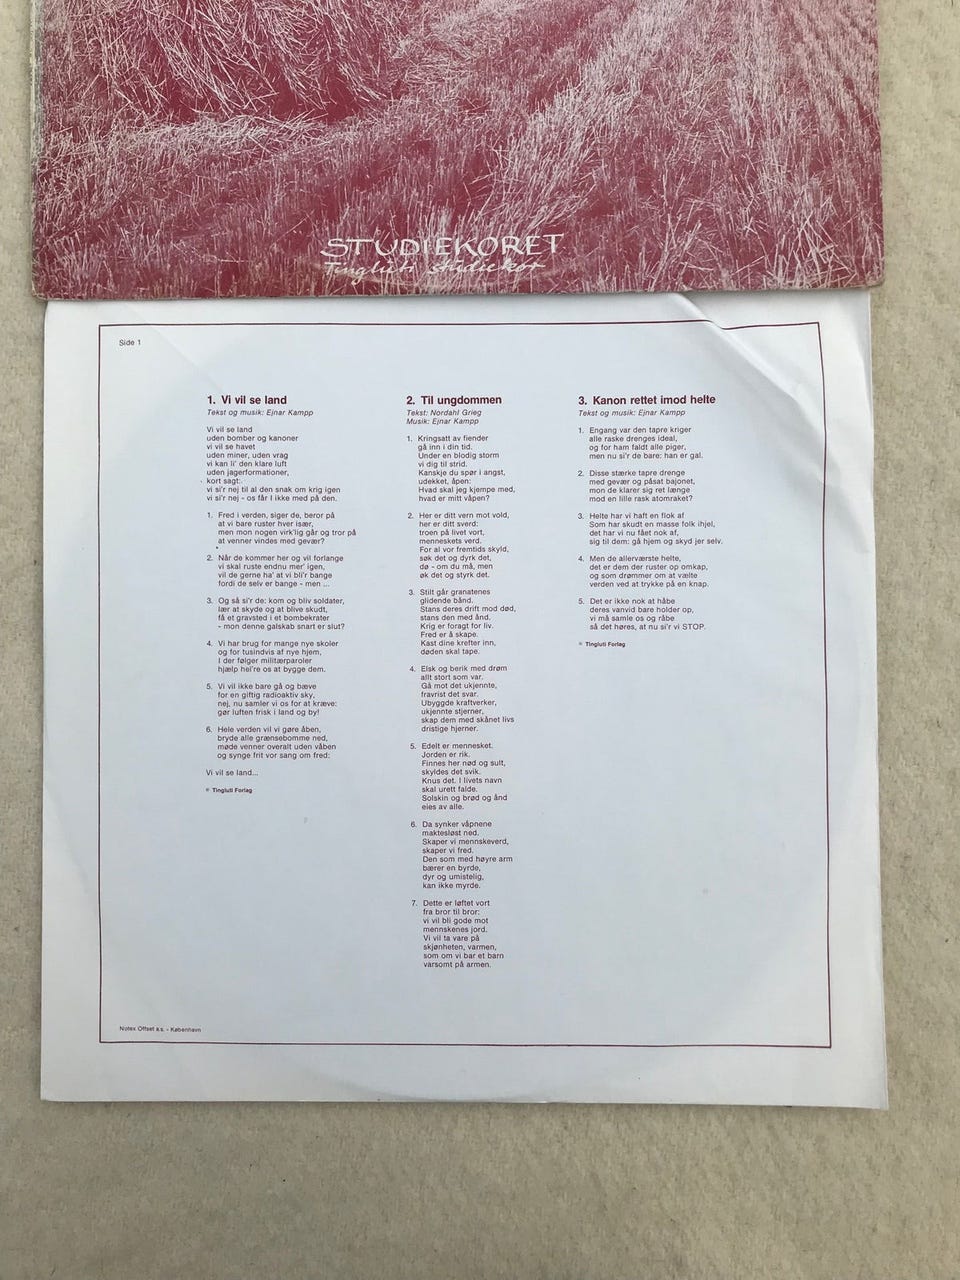 STUDIEKORET
Tingluti studiekor
Side 1
1. Vi vil se land
Tekst og musik: Ejnar Kampp
Vi vil se land
uden bomber og kanoner
vi vil se havet
uden miner, uden vrag
vi kan li' den klare luft
uden jagerformationer,
kort sagt:
vi si'r nej til al den snak om krig igen
vi si'r nej - os får I ikke med på den.
1. Fred i verden, siger de, beror på
at vi bare ruster hver især,
men mon nogen virk'lig går og tror på
at venner vindes med gevær?
2. Når de kommer her og vil forlange
vi skal ruste endnu mer' igen,
vil de gerne ha' at vi bli'r bange
fordi de selv er bange - men ...
3. Og så si'r de: kom og bliv soldater,
lær at skyde og at blive skudt,
få et gravsted i et bombekrater
- mon denne galskab snart er slut?
4. Vi har brug for mange nye skoler
og for tusindvis af nye hjem,
I der følger militærparoler
hjælp hel're os at bygge dem.
5. Vi vil ikke bare gå og bæve
for en giftig radioaktiv sky,
nej, nu samler vi os for at kræve:
gør luften frisk i land og by!
6. Hele verden vil vi gøre åben,
bryde alle grænsebomme ned,
møde venner overalt uden våben
og synge frit vor sang om fred:
Vi vil se land...
© Tingluti Forlag
2. Til ungdommen
Tekst: Nordahl Grieg
Musik: Ejnar Kampp
1. Kringsatt av fiender
gå inn i din tid.
Under en blodig storm
vi dig til strid.
Kanskje du spør i angst,
udekket, åpen:
Hvad skal jeg kjempe med,
hvad er mitt våpen?
2. Her er ditt vern mot vold,
her er ditt sverd:
troen på livet vort,
menneskets verd.
For al vor fremtids skyld,
søk det og dyrk det,
dø - om du må, men
øk det og styrk det.
3. Stilt går granatenes
glidende bånd.
Stans deres drift mod død,
stans den med ånd.
Krig er foragt for liv.
Fred er å skape.
Kast dine krefter inn,
døden skal tape.
4. Elsk og berik med drøm
allt stort som var.
Gå mot det ukjennte,
fravrist det svar.
Ubyggde kraftverker,
ukjennte stjerner,
skap dem med skånet livs
dristige hjerner.
5. Edelt er mennesket.
Jorden er rik.
Finnes her nød og sult,
skyldes det svik.
Knus det. I livets navn
skal urett falde.
Solskin og brød og ånd
eies av alle.
6. Da synker våpnene
maktesløst ned.
Skaper vi mennskeverd,
skaper vi fred.
Den som med høyre arm
bærer en byrde,
dyr og umistelig,
kan ikke myrde.
7. Dette er løftet vort
fra bror til bror:
vi vil bli gode mot
mennskenes jord.
Vi vil ta vare på
skjønheten, varmen,
som om vi bar et barn
varsomt på armen.
3. Kanon rettet imod helte
Tekst og musik: Ejnar Kampp
1. Engang var den tapre kriger
alle raske drenges ideal,
og for ham faldt alle piger,
men nu si'r de bare: han er gal.
2. Disse stærke tapre drenge
med gevær og påsat bajonet,
mon de klarer sig ret længe
mod en lille rask atomraket?
3. Helte har vi haft en flok af
Som har skudt en masse folk ihjel,
det har vi nu fået nok af,
sig til dem: gå hjem og skyd jer selv.
4. Men de allerværste helte,
det er dem der ruster op omkap,
og som drømmer om at vælte
verden ved at trykke på en knap.
5. Det er ikke nok at håbe
deres vanvid bare holder op,
vi må samle os og råbe
så det høres, at nu si'r vi STOP.
© Tingluti Forlag
Notex Offset a.s. - København